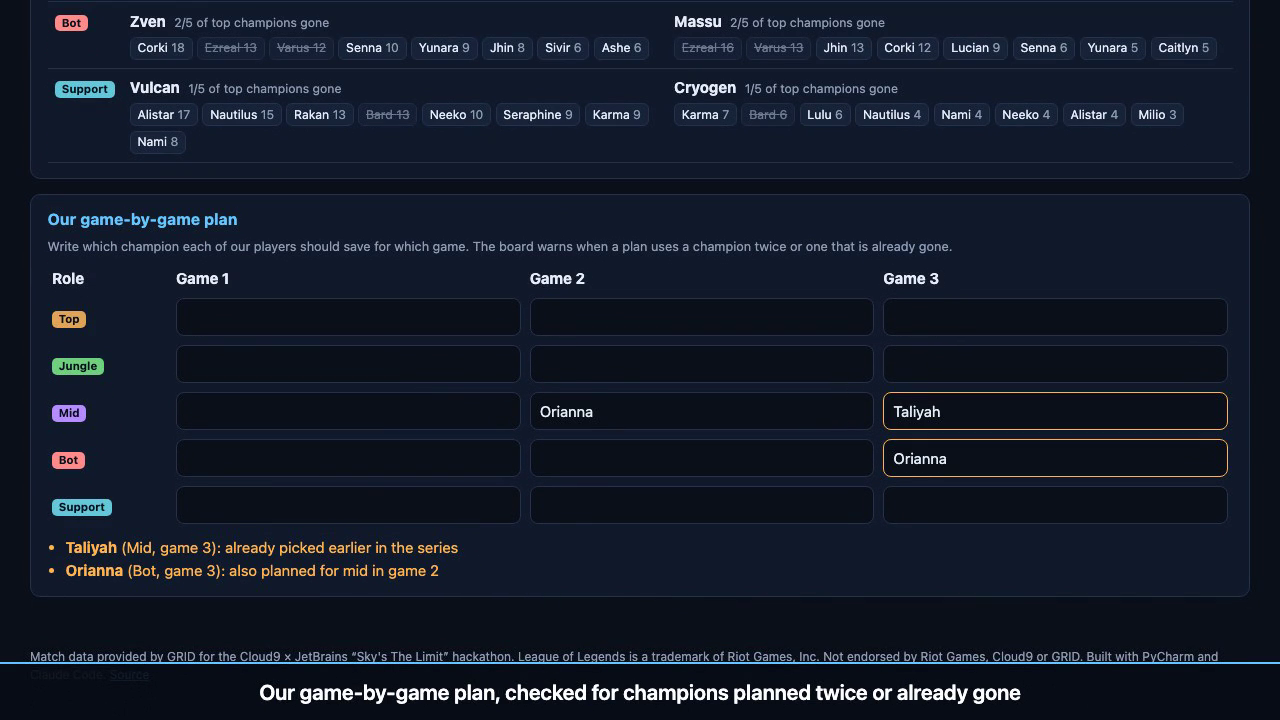 Bot Zven 2/5 of top champions gone Massu 2/5 of top champions gone
Corki 18 Ezreal 13 Varus 12 Senna 10 Yunara 9 Jhin 8 Sivir 6 Ashe 6 Ezreal 16 Varus 13 Jhin 13 Corki 12 Lucian 9 Senna 6 Yunara 5 Caitlyn 5
Support Vulcan 1/5 of top champions gone Cryogen 1/5 of top champions gone
Alistar 17 Nautilus 15 Rakan 13 Bard 13 Neeko 10 Seraphine 9 Karma 9 Karma 7 Bard 6 Lulu 6 Nautilus 4 Nami 4 Neeko 4 Alistar 4 Milio 3
Nami 8
Our game-by-game plan
Write which champion each of our players should save for which game. The board warns when a plan uses a champion twice or one that is already gone.
Role Game 1 Game 2 Game 3
Top
Jungle
Mid Orianna Taliyah
Bot Orianna
Support
• Taliyah (Mid, game 3): already picked earlier in the series
• Orianna (Bot, game 3): also planned for mid in game 2
Match data provided by GRID for the Cloud9 × JetBrains “Sky's The Limit” hackathon. League of Legends is a trademark of Riot Games, Inc. Not endorsed by Riot Games, Cloud9 or GRID. Built with PyCharm and
Claude Code. Source
Our game-by-game plan, checked for champions planned twice or already gone